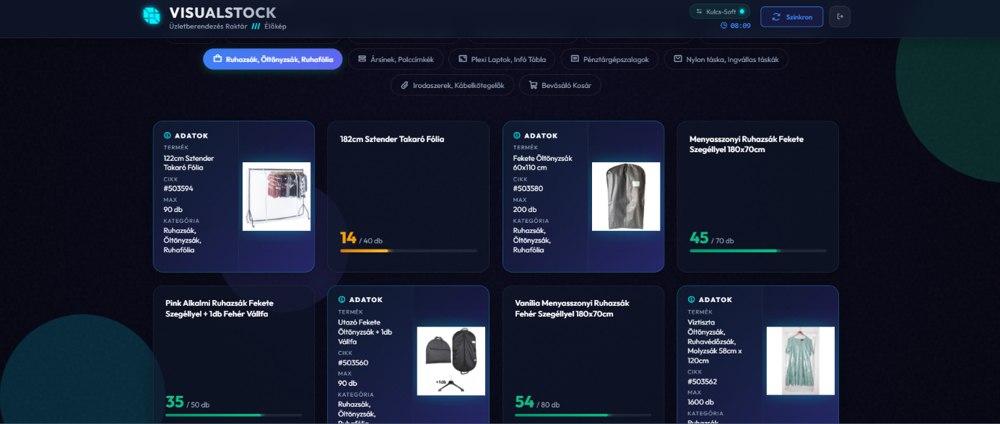 VISUALSTOCK
Üzletberendezés Raktár /// Élőkép
Kulcs-Soft
08:09
Szinkron
Ruhazsák, Öltönyzsák, Ruhafólia
Ársínek, Polccímkék
Plexi Laptok, Infó Tábla
Pénztárgépszalagok
Nylon táska, Ingvállas táskák
Irodaszerek, Kábelkötegelők
Bevásáló Kosár
ADATOK
TERMÉK
122cm Sztender
Takaró Fólia
CIKK
#503594
MAX
90 db
KATEGÓRIA
Ruhazsák,
Öltönyzsák,
Ruhafólia
182cm Sztender Takaró Fólia
14 / 40 db
ADATOK
TERMÉK
Fekete Öltönyzsák
60x110 cm
CIKK
#503580
MAX
200 db
KATEGÓRIA
Ruhazsák,
Öltönyzsák,
Ruhafólia
Menyasszonyi Ruhazsák Fekete
Szegéllyel 180x70cm
45 / 70 db
Pink Alkalmi Ruhazsák Fekete
Szegéllyel + 1db Fehér Vállfa
35 / 50 db
ADATOK
TERMÉK
Utazó Fekete
Öltönyzsák + 1db
Vállfa
CIKK
#503560
MAX
90 db
KATEGÓRIA
Ruhazsák,
Öltönyzsák,
Ruhafólia
+1db
Vanília Menyasszonyi Ruhazsák
Fehér Szegéllyel 180x70cm
54 / 80 db
ADATOK
TERMÉK
Víztiszta
Öltönyzsák,
Ruhavédőzsák,
Molyzsák 58cm x
120cm
CIKK
#503562
MAX
1600 db
KATEGÓRIA
Ruhazsák,